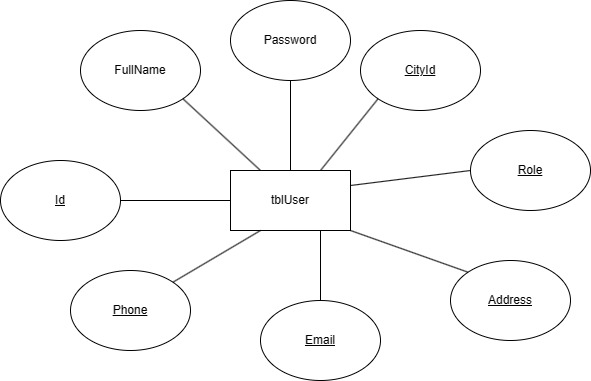 Password
FullName
CityId
Role
Id
tblUser
Address
Phone
Email